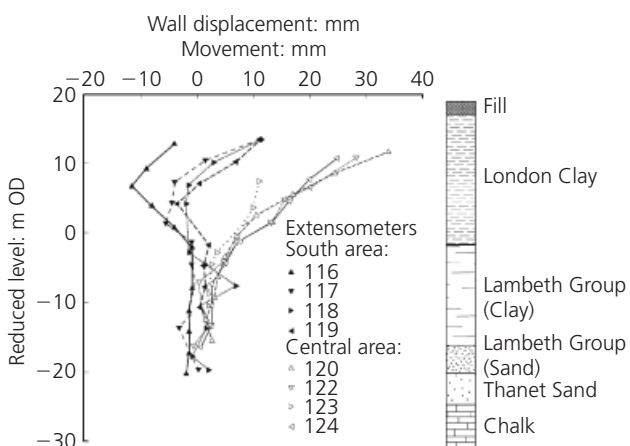 Wall displacement: mm
Movement: mm
−20 −10 0 10 20 30 40
20
10
0
−10
−20
−30
Reduced level: m OD
Extensometers
South area:
116
117
118
119
Central area:
120
122
123
124
Fill
London Clay
Lambeth Group
(Clay)
Lambeth Group
(Sand)
Thanet Sand
Chalk